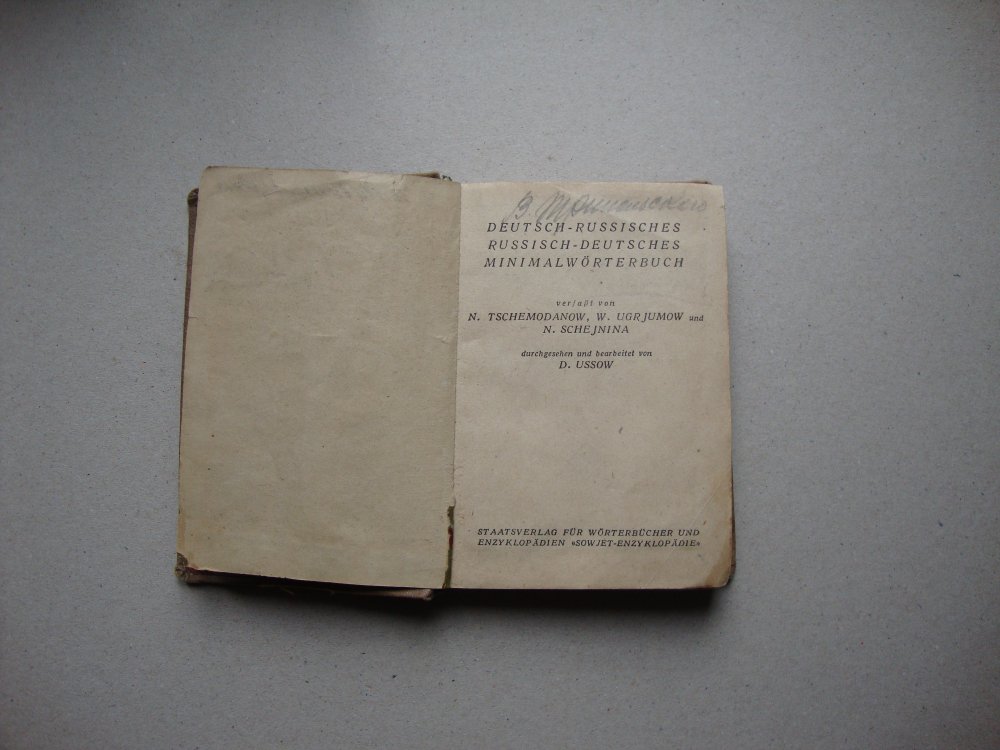 DEUTSCH-RUSSISCHES
RUSSISCH-DEUTSCHES
MINIMALWÖRTERBUCH
verfaßt von
N. TSCHEMODANOW, W. UGRJUMOW und
N. SCHEJNINA
durchgesehen und bearbeitet von
D. USSOW
STAATSVERLAG FÜR WÖRTERBÜCHER UND
ENZYKLOPÄDIEN «SOWJET-ENZYKLOPÄDIE»